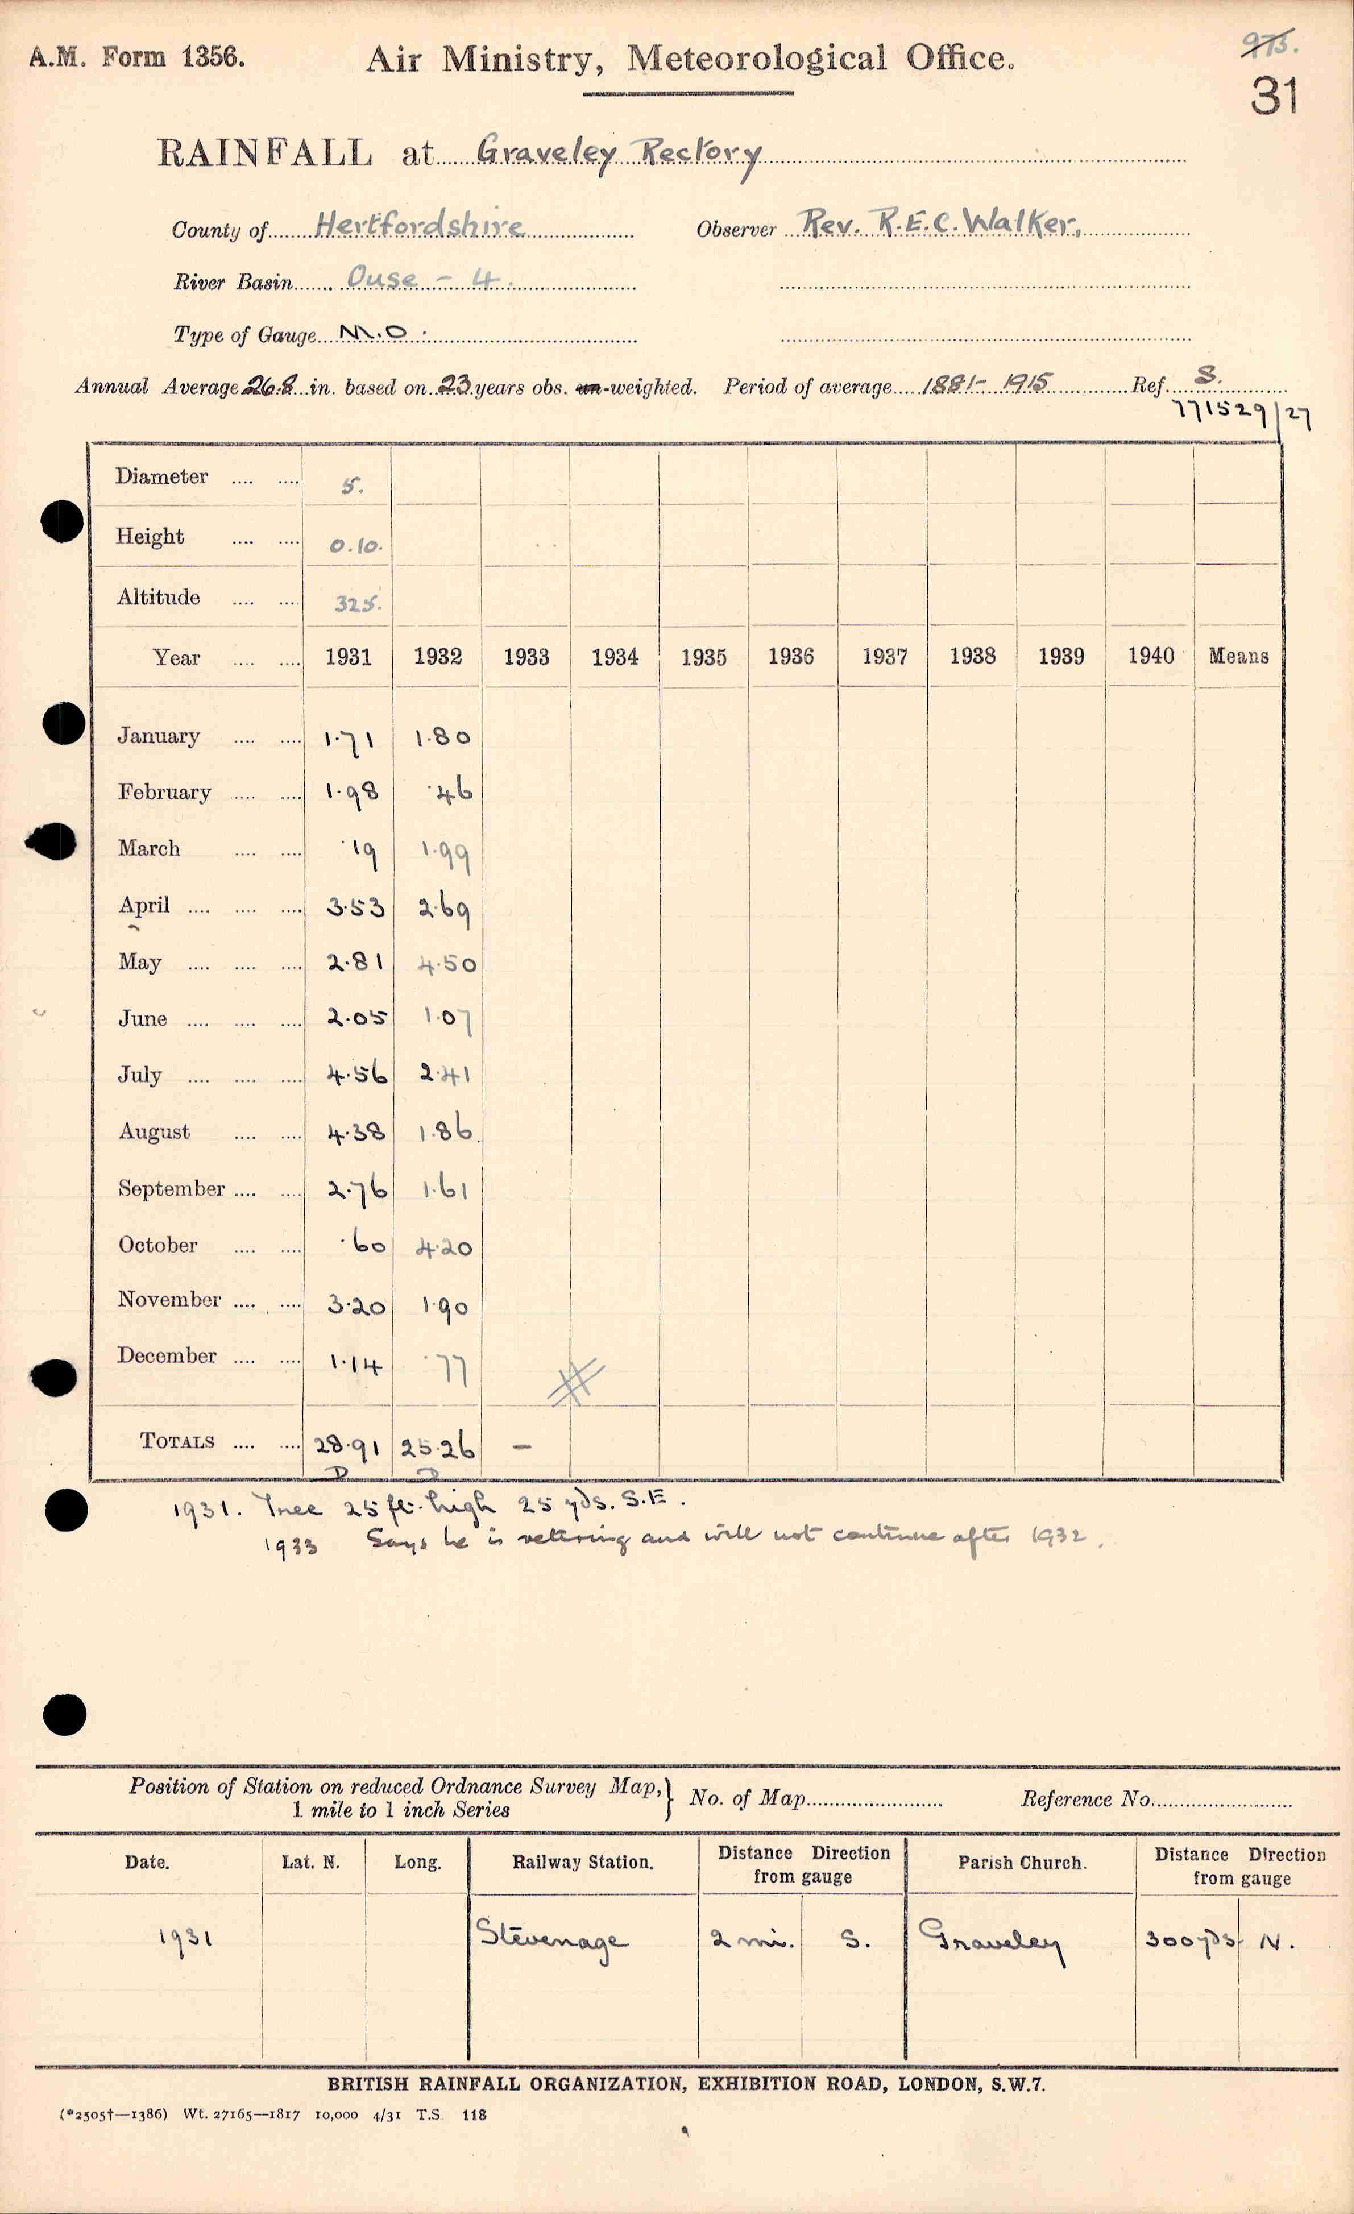 A.M. Form 1356. Air Ministry, Meteorological Office. 973.
31
RAINFALL at Graveley Rectory
County of Hertfordshire Observer Rev. R.E.C. Walker,
River Basin Ouse - 4.
Type of Gauge M.O.
Annual Average 26.8 in. based on 23 years obs. un-weighted. Period of average 1881-1915 Ref. S.
771529/27
Diameter 5.
Height 0.10.
Altitude 325.
Year 1931 1932 1933 1934 1935 1936 1937 1938 1939 1940 Means
January 1.71 1.80
February 1.98 .46
March .19 1.99
April 3.53 2.69
May 2.81 4.50
June 2.05 1.07
July 4.56 2.41
August 4.38 1.86
September 2.76 1.61
October .60 4.20
November 3.20 1.90
December 1.14 .77
TOTALS 28.91 25.26 –
D D
1931. Tree 25 ft. high 25 yds. S.E.
1933 Says he is retiring and will not continue after 1932.
Position of Station on reduced Ordnance Survey Map, No. of Map Reference No.
1 mile to 1 inch Series
Date. Lat. N. Long. Railway Station. Distance Direction from gauge Parish Church. Distance Direction from gauge
1931 Stevenage 2 mi. S. Graveley 300 yds N.
BRITISH RAINFALL ORGANIZATION, EXHIBITION ROAD, LONDON, S.W.7.
(*2505†—1386) Wt. 27165—1817 10,000 4/31 T.S. 118